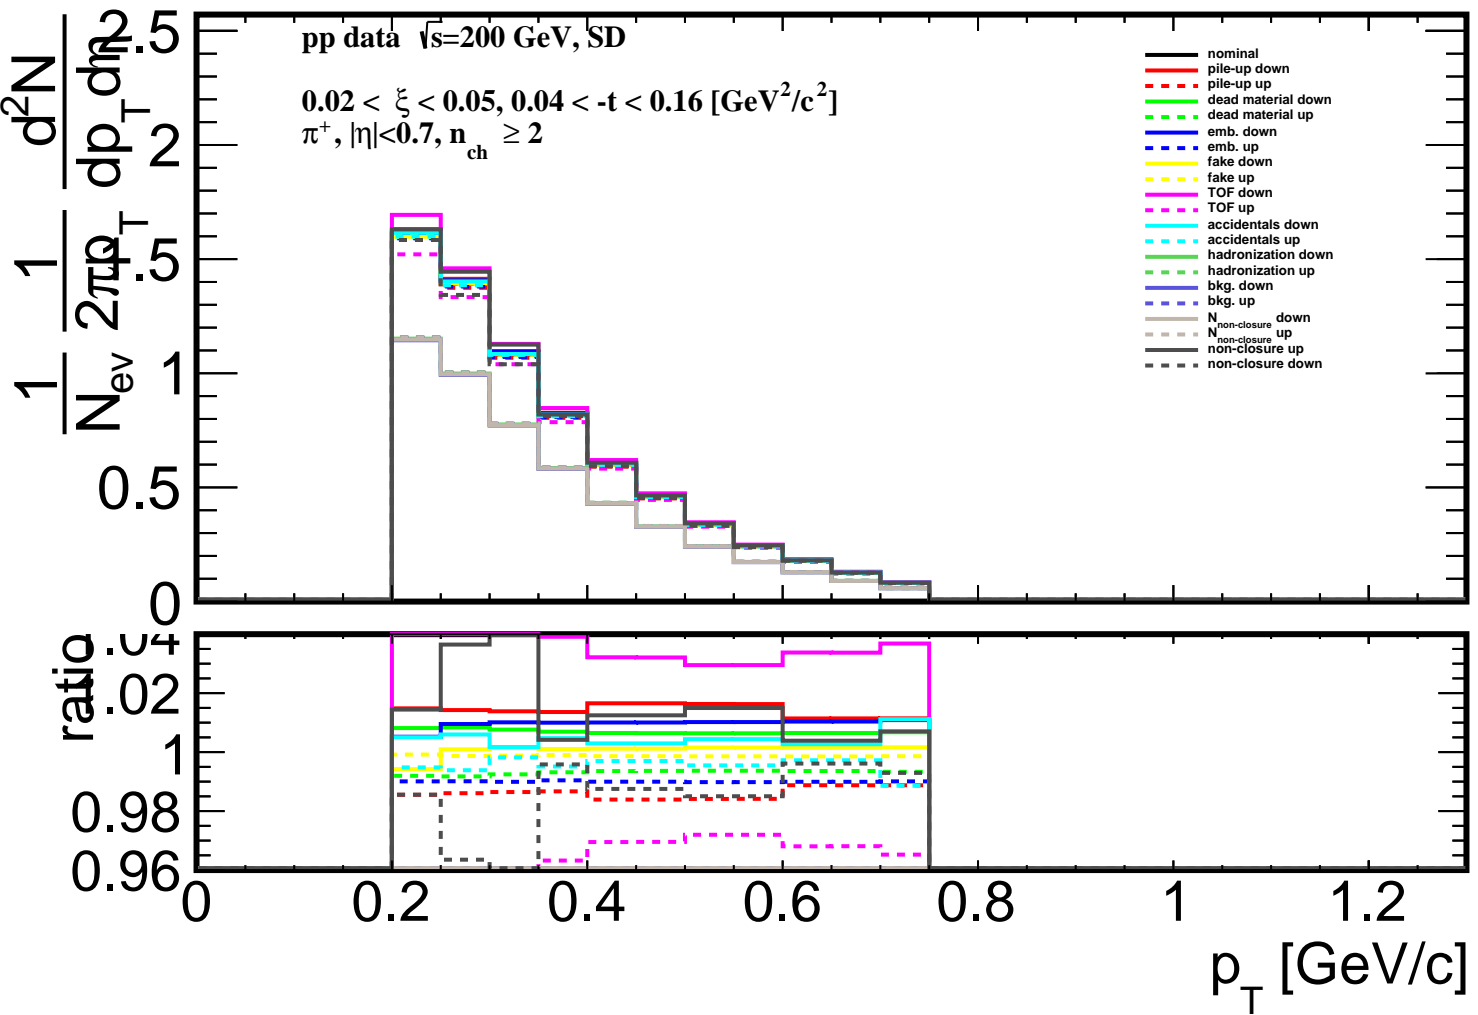 pp data √s=200 GeV, SD
0.02 < ξ < 0.05, 0.04 < -t < 0.16 [GeV²/c²]
π⁺, |η|<0.7, n_ch ≥ 2
1/N_ev 1/2πp_T d²N/dp_T dη
2.5
2
1.5
1
0.5
0
nominal
pile-up down
pile-up up
dead material down
dead material up
emb. down
emb. up
fake down
fake up
TOF down
TOF up
accidentals down
accidentals up
hadronization down
hadronization up
bkg. down
bkg. up
N_non-closure down
N_non-closure up
non-closure up
non-closure down
ratio
.04
.02
1
0.98
0.96
0 0.2 0.4 0.6 0.8 1 1.2
p_T [GeV/c]